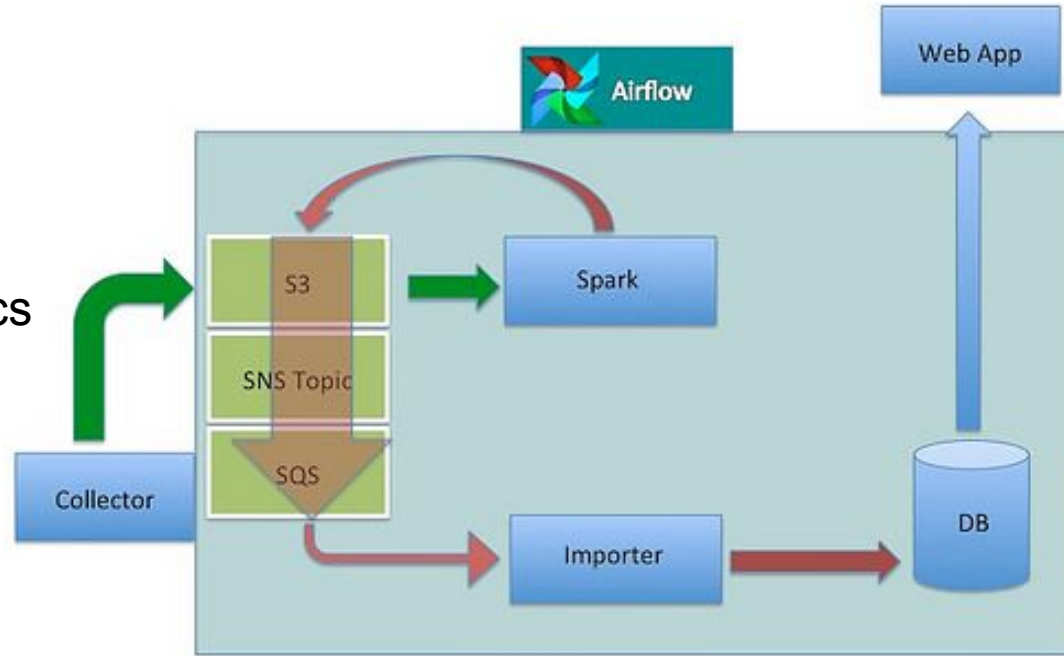 Web App
Airflow
S3
Spark
cs
SNS Topic
SQS
Collector
Importer
DB